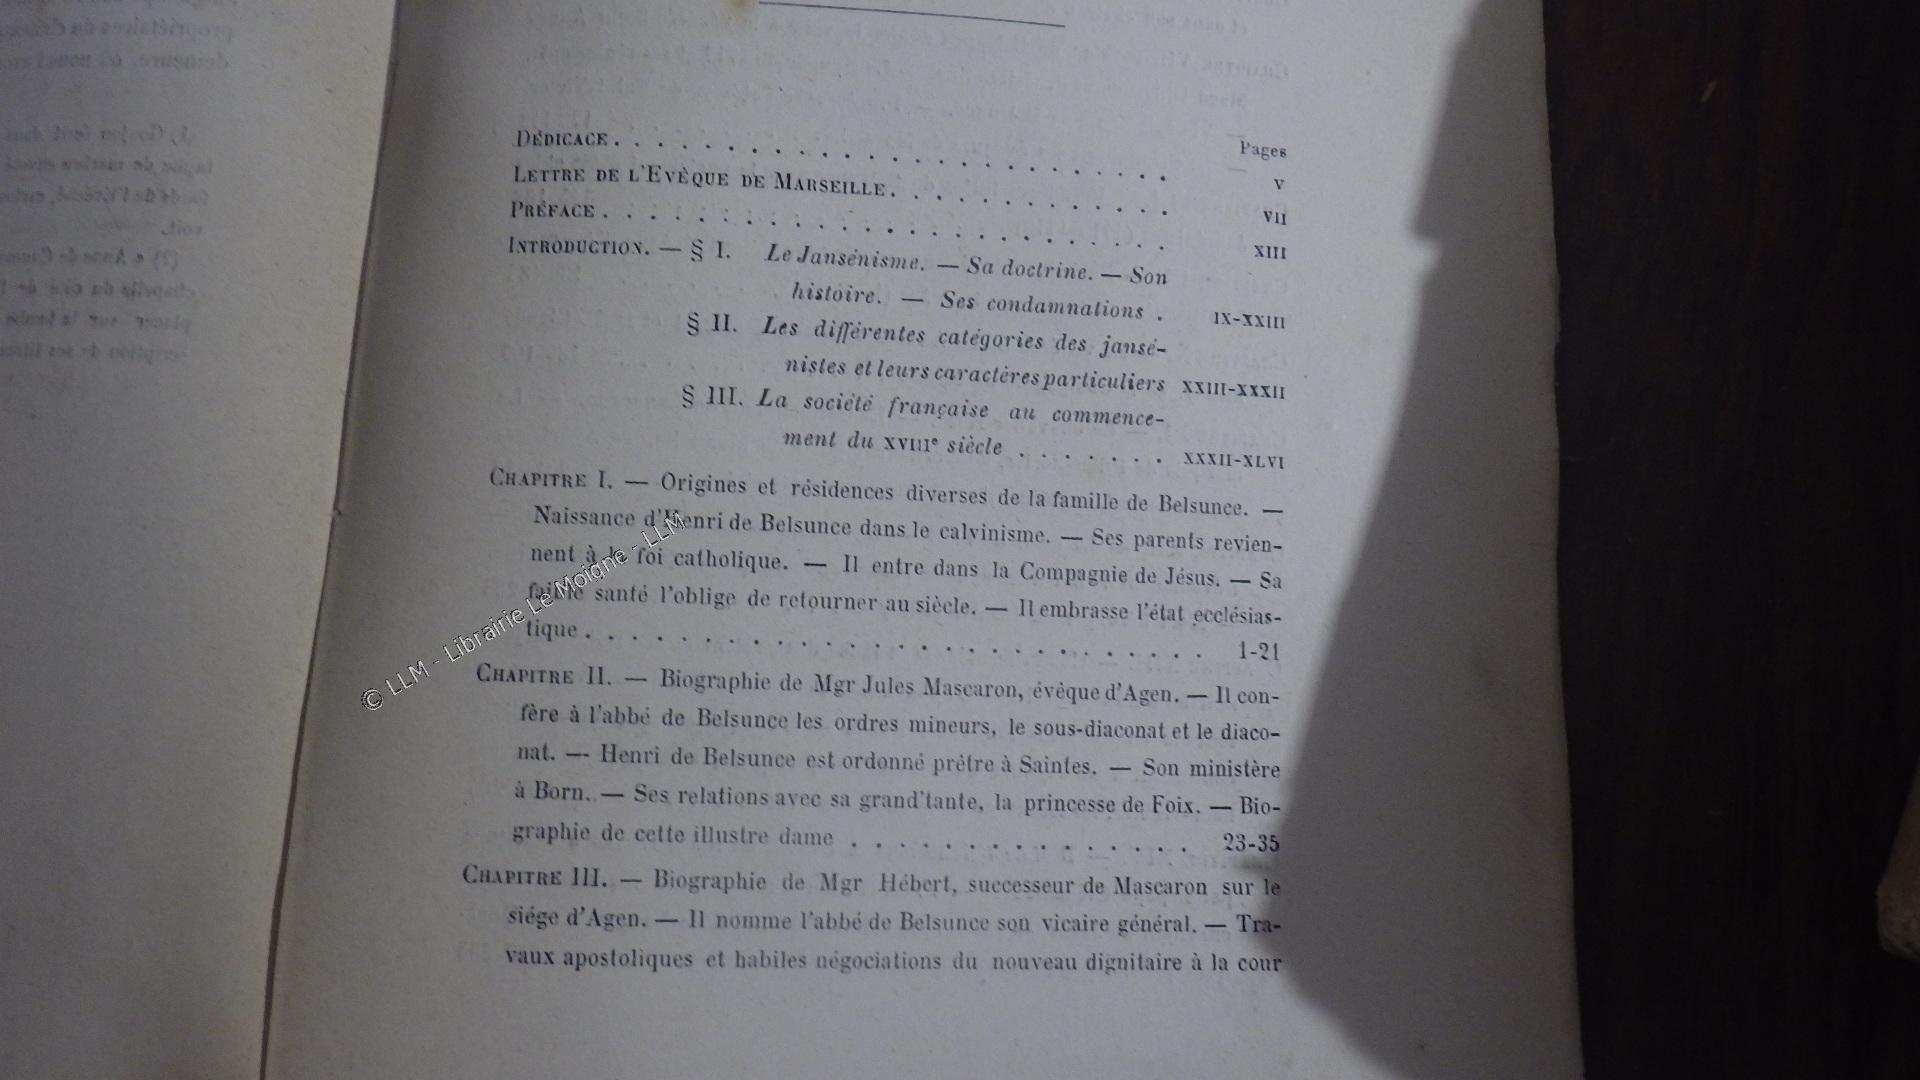 Pages
DÉDICACE. . . . . . . . . . . . . . . . . . . . . . . . V
LETTRE DE L'EVÊQUE DE MARSEILLE. . . . . . . . . . . . . VII
PRÉFACE. . . . . . . . . . . . . . . . . . . . . . . . XIII
INTRODUCTION. — § I. Le Jansénisme. — Sa doctrine. — Son
histoire. — Ses condamnations . IX-XXIII
§ II. Les différentes catégories des jansé-
nistes et leurs caractères particuliers XXIII-XXXII
§ III. La société française au commence-
ment du XVIIIe siècle . . . . . . . XXXII-XLVI
CHAPITRE I. — Origines et résidences diverses de la famille de Belsunce. —
Naissance d'Henri de Belsunce dans le calvinisme. — Ses parents revien-
nent à la foi catholique. — Il entre dans la Compagnie de Jésus. — Sa
faible santé l'oblige de retourner au siècle. — Il embrasse l'état ecclésias-
tique . . . . . . . . . . . . . . . . . . . . . . . . 1-21
CHAPITRE II. — Biographie de Mgr Jules Mascaron, évêque d'Agen. — Il con-
fère à l'abbé de Belsunce les ordres mineurs, le sous-diaconat et le diaco-
nat. — Henri de Belsunce est ordonné prêtre à Saintes. — Son ministère
à Born. — Ses relations avec sa grand'tante, la princesse de Foix. — Bio-
graphie de cette illustre dame . . . . . . . . . . . . . . 23-35
CHAPITRE III. — Biographie de Mgr Hébert, successeur de Mascaron sur le
siége d'Agen. — Il nomme l'abbé de Belsunce son vicaire général. — Tra-
vaux apostoliques et habiles négociations du nouveau dignitaire à la cour
© LLM - Librairie Le Moigne - LLM